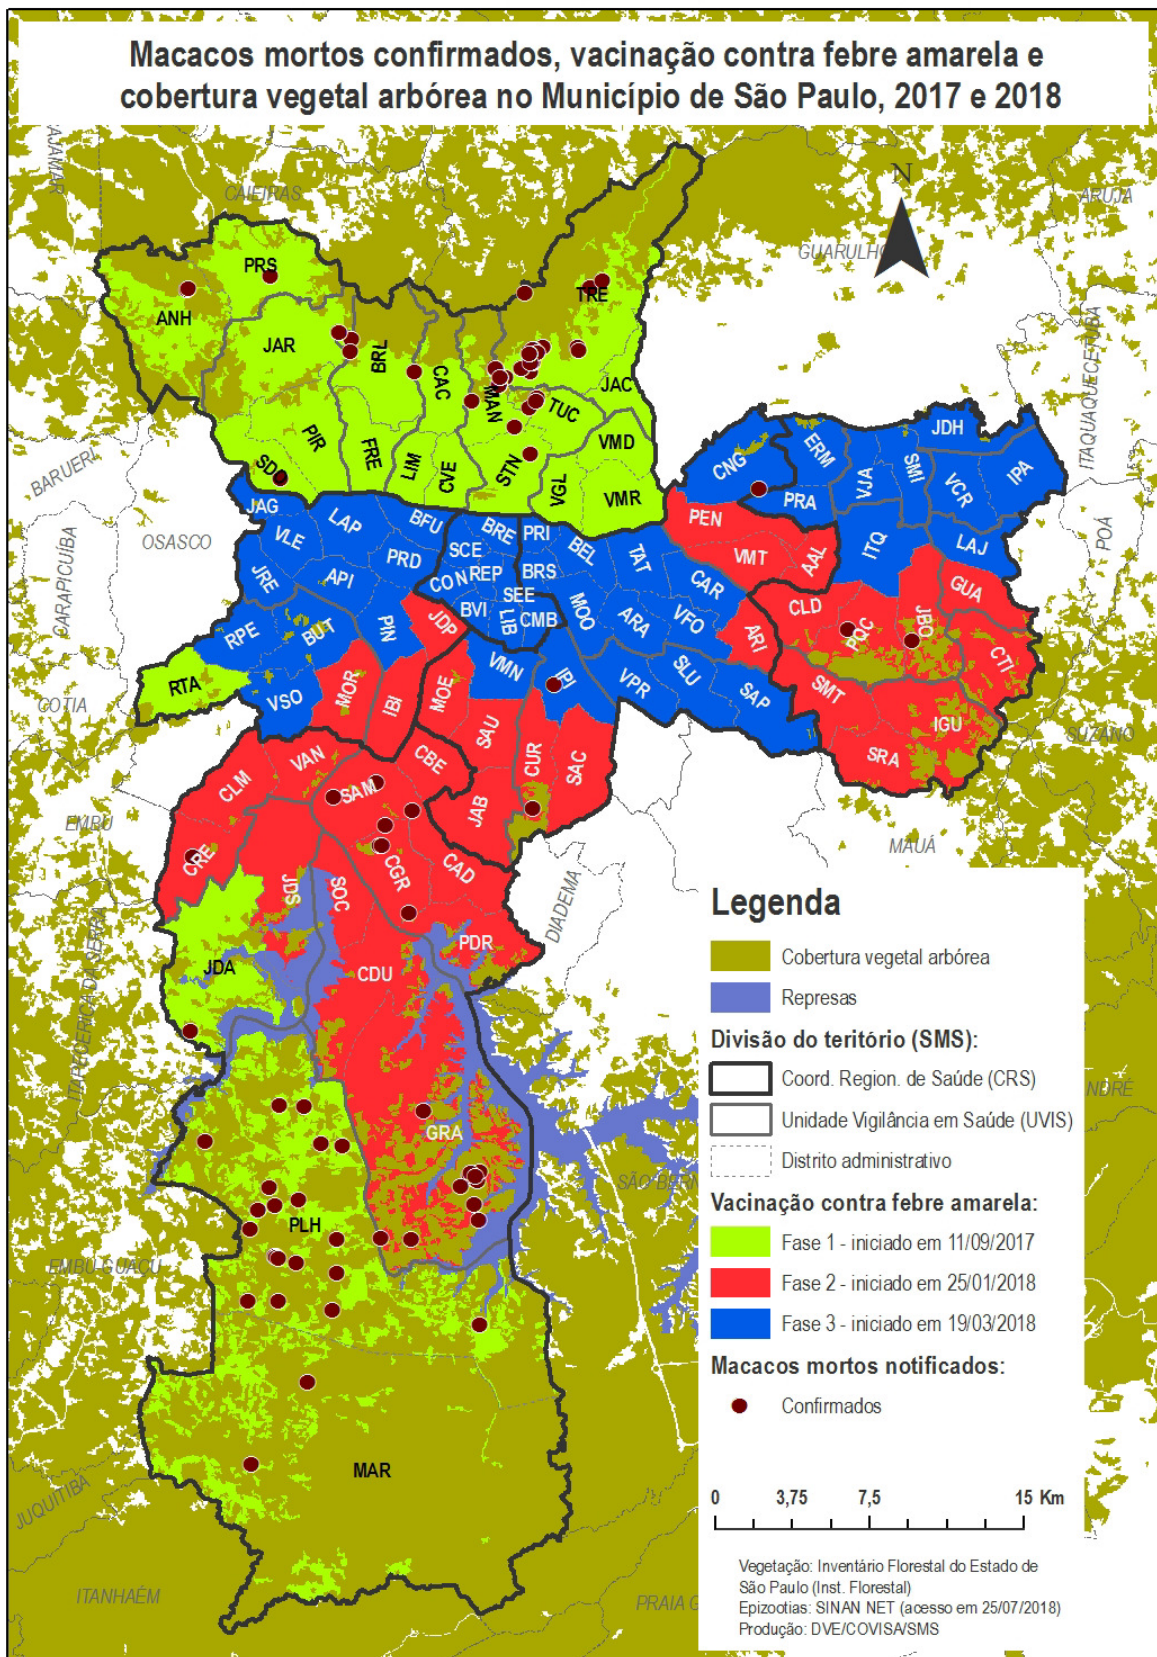 Macacos mortos confirmados, vacinação contra febre amarela e
cobertura vegetal arbórea no Município de São Paulo, 2017 e 2018
CAJAMAR
CAIEIRAS
N
ARUJA
GUARULHO
PRS
ANH
TRE
JAR
BRL
CAC
MAN
JAC
TUC
ITAQUAQUECETUBA
PIR
FRE
LIM
CVE
STN
VGL
VMD
VMR
SDO
BARUERI
CNG
ERM
VJA
SMI
JDH
VCR
IPA
PRA
JAG
LAP
BFU
BRE
PRI
PEN
OSASCO
CARAPICUÍBA
VLE
PRD
SCE
BEL
TAT
VMT
AAL
ITQ
LAJ
POÁ
JRE
API
CON
REP
BRS
CAR
GUA
SEE
BVI
LIB
CMB
MOO
ARA
VFO
CLD
PQC
JBO
RPE
BUT
PIN
JDP
ARI
CTI
RTA
VMN
IPI
VPR
SLU
SAP
SMT
IGU
COTIA
VSO
MOR
IBI
MOE
SAU
CUR
SAC
SRA
SUZANO
VAN
CBE
CLM
SAM
JAB
EMBU
MAUÁ
CRE
CGR
CAD
DIADEMA
JDS
SOC
PDR
JDA
CDU
ITAPECERICA DA SERRA
Legenda
Cobertura vegetal arbórea
Represas
Divisão do teritório (SMS):
Coord. Region. de Saúde (CRS)
NDRÉ
Unidade Vigilância em Saúde (UVIS)
GRA
Distrito administrativo
SÃO BERN
Vacinação contra febre amarela:
PLH
Fase 1 - iniciado em 11/09/2017
EMBU-GUAÇU
Fase 2 - iniciado em 25/01/2018
Fase 3 - iniciado em 19/03/2018
Macacos mortos notificados:
Confirmados
MAR
JUQUITIBA
0 3,75 7,5 15 Km
Vegetação: Inventário Florestal do Estado de
São Paulo (Inst. Florestal)
ITANHAÉM
PRAIA G
Epizootias: SINAN NET (acesso em 25/07/2018)
Produção: DVE/COVISA/SMS